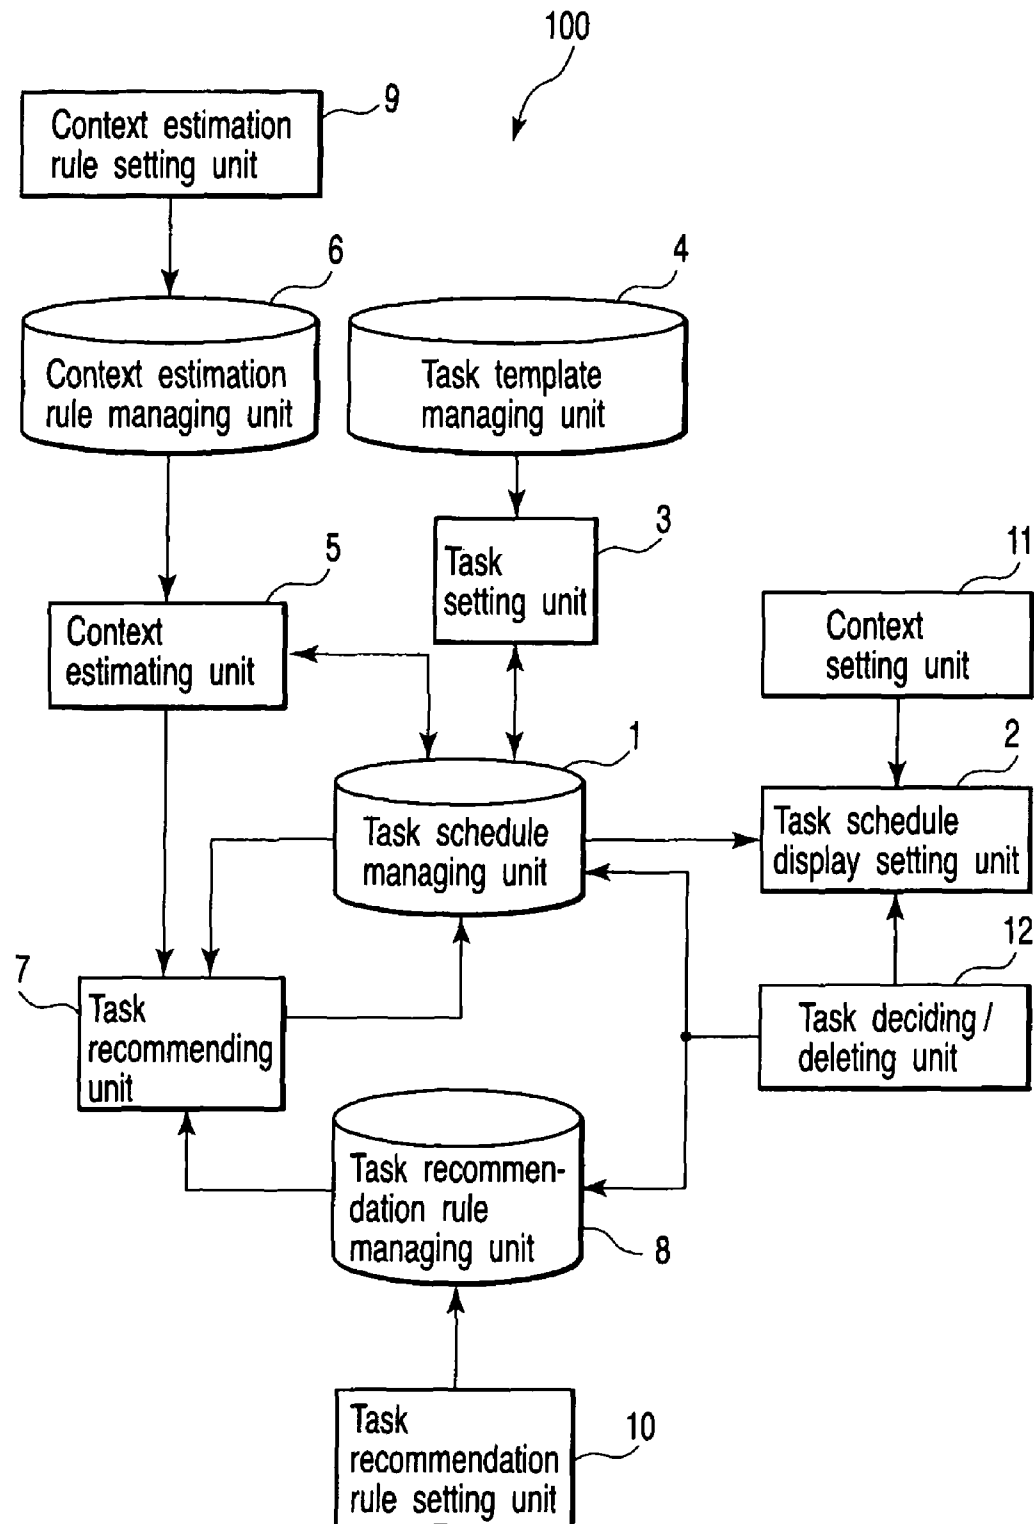 100
9
Context estimation
rule setting unit
6
Context estimation
rule managing unit
4
Task template
managing unit
3
Task
setting unit
5
Context
estimating unit
11
Context
setting unit
1
Task schedule
managing unit
2
Task schedule
display setting unit
12
Task deciding/
deleting unit
7
Task
recommending
unit
Task recommen-
dation rule
managing unit
8
Task
recommendation
rule setting unit
10